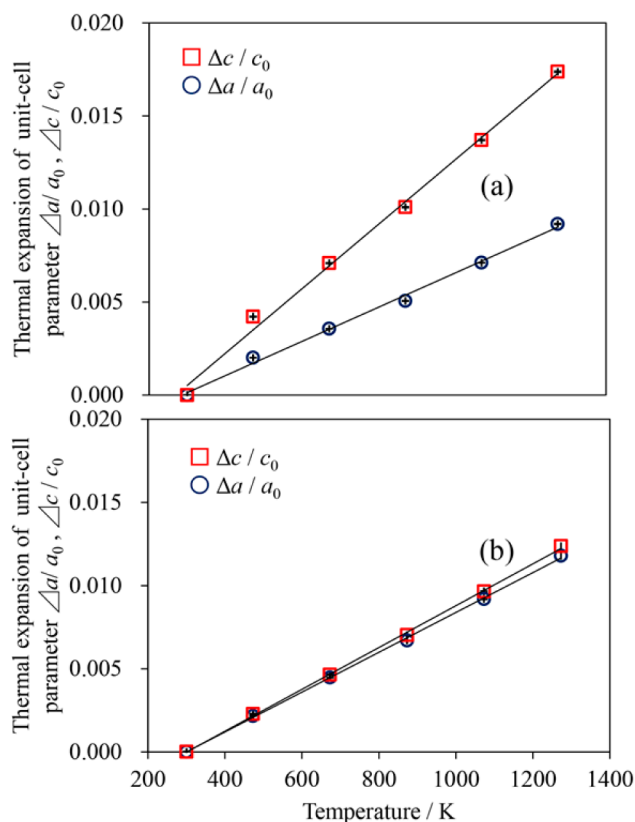 0.020
0.015
0.010
0.005
0.000
Thermal expansion of unit-cell
parameter ⊿a/a₀ , ⊿c/c₀
Δc / c₀
Δa / a₀
(a)
0.020
0.015
0.010
0.005
0.000
Thermal expansion of unit-cell
parameter ⊿a/a₀, ⊿c/c₀
Δc / c₀
Δa / a₀
(b)
200 400 600 800 1000 1200 1400
Temperature / K